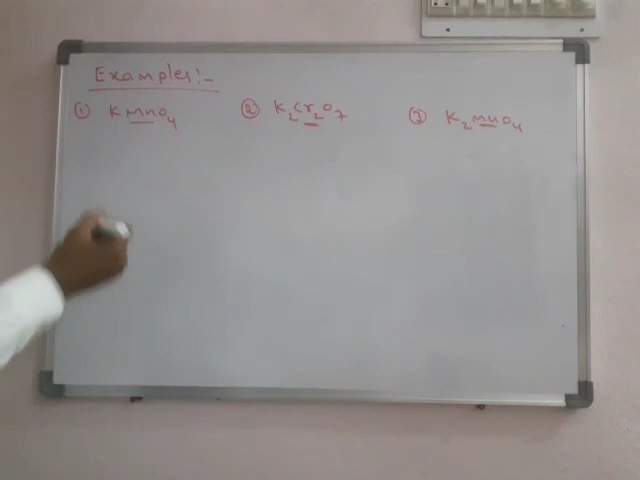 Examples:-
① KMnO₄ ② K₂Cr₂O₇ ③ K₂MnO₄